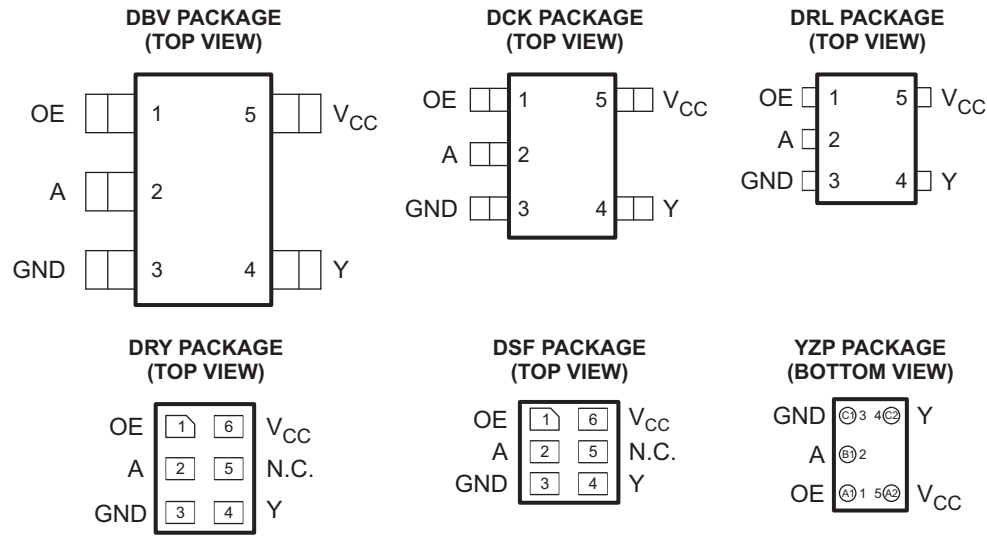 DBV PACKAGE
(TOP VIEW)
OE 1 5 VCC
A 2
GND 3 4 Y
DCK PACKAGE
(TOP VIEW)
OE 1 5 VCC
A 2
GND 3 4 Y
DRL PACKAGE
(TOP VIEW)
OE 1 5 VCC
A 2
GND 3 4 Y
DRY PACKAGE
(TOP VIEW)
OE 1 6 VCC
A 2 5 N.C.
GND 3 4 Y
DSF PACKAGE
(TOP VIEW)
OE 1 6 VCC
A 2 5 N.C.
GND 3 4 Y
YZP PACKAGE
(BOTTOM VIEW)
GND C1 3 4 C2 Y
A B1 2
OE A1 1 5 A2 VCC